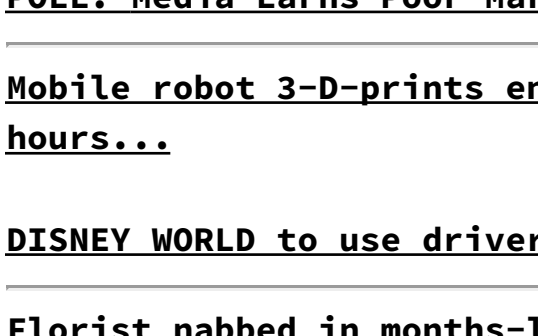 POLL: Media Earns Poor
Mobile robot 3-D-prints
hours...
DISNEY WORLD to use
Florist nabbed in